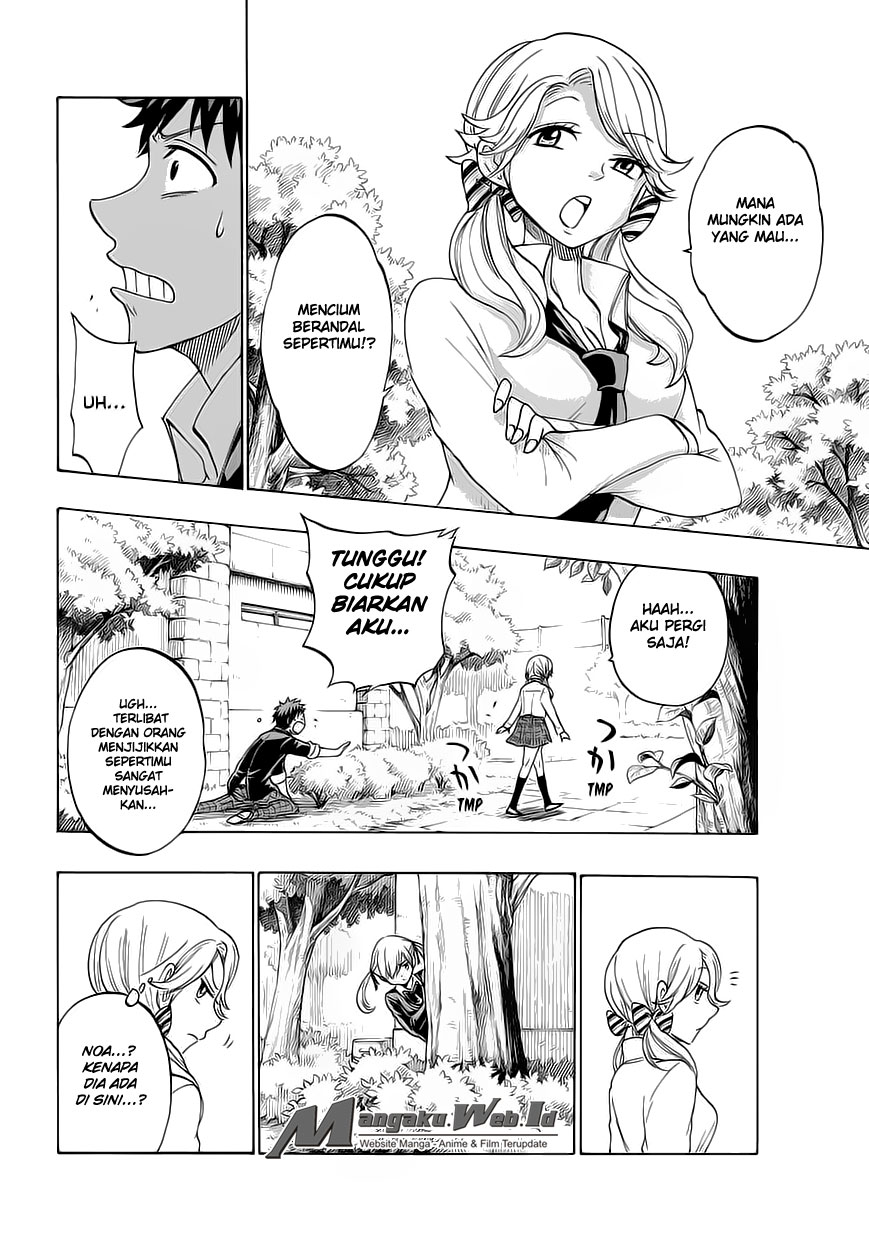 MANA
MUNGKIN ADA
YANG MAU...
MENCIUM
BERANDAL
SEPERTIMU!?
UH...
HAAH...
AKU PERGI
SAJA!
TUNGGU!
CUKUP
BIARKAN
AKU...
つか
TMP
つか
TMP
UGH...
TERLIBAT
DENGAN ORANG
MENJIJIKKAN
SEPERTIMU
SANGAT
MENYUSAH-
KAN...
NOA...?
KENAPA
DIA ADA
DI SINI...?
Mangaku.Web.Id
Website Manga - Anime & Film Terupdate